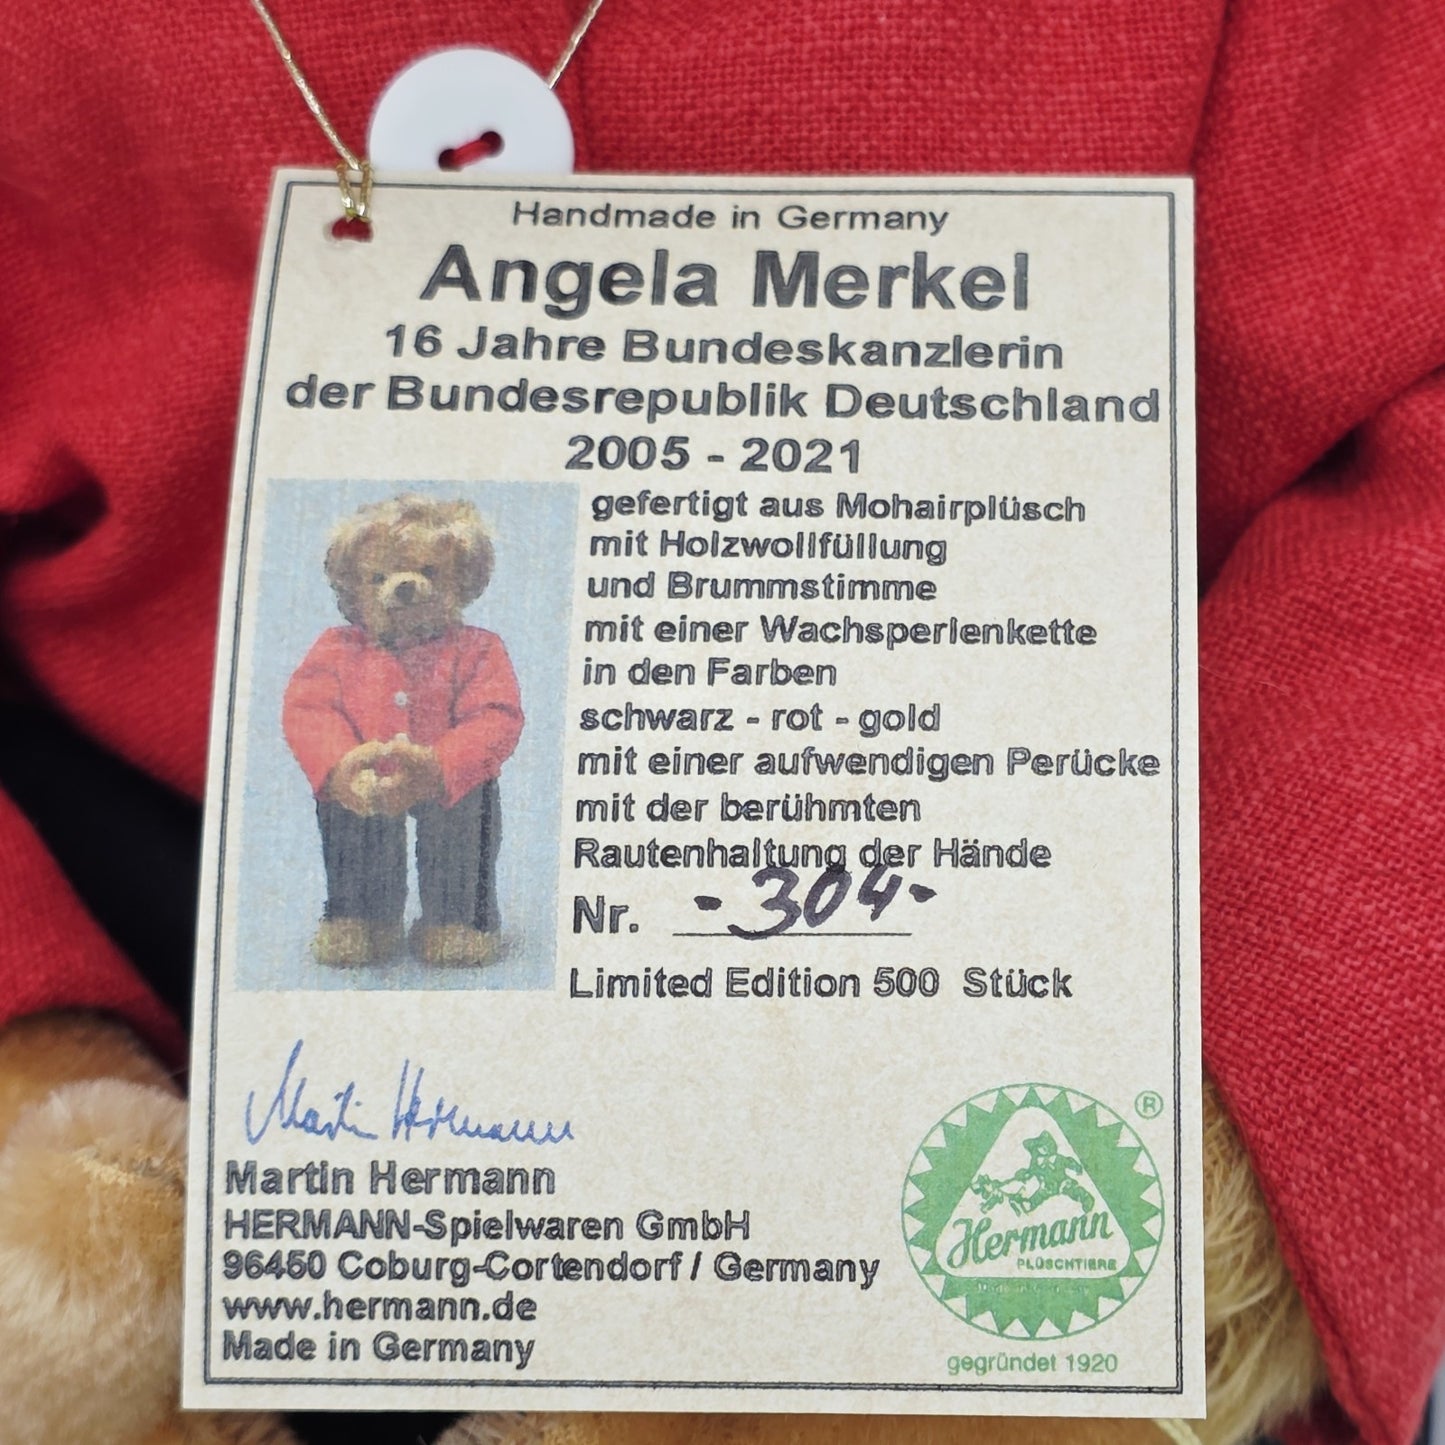 Handmade in Germany
Angela Merkel
16 Jahre Bundeskanzlerin
der Bundesrepublik Deutschland
2005 - 2021
gefertigt aus Mohairplüsch
mit Holzwollfüllung
und Brummstimme
mit einer Wachsperlenkette
in den Farben
schwarz - rot - gold
mit einer aufwendigen Perücke
mit der berühmten
Rautenhaltung der Hände
Nr. -304-
Limited Edition 500 Stück
Martin Hermann
Martin Hermann
HERMANN-Spielwaren GmbH
96450 Coburg-Cortendorf / Germany
www.hermann.de
Made in Germany
®
Hermann
PLÜSCHTIERE
gegründet 1920